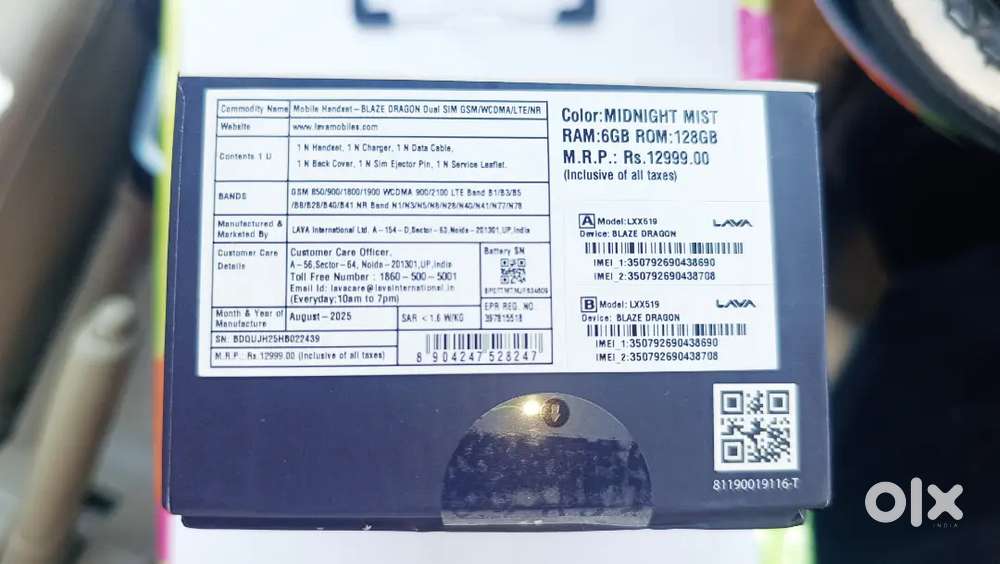 Commodity Name Mobile Handset-BLAZE DRAGON Dual SIM GSM/WCDMA/LTE/NR
Website www.lavamobiles.com
Contents 1 U 1 N Handset, 1 N Charger, 1 N Data Cable,
1 N Back Cover, 1 N Sim Ejector Pin, 1 N Service Leaflet.
BANDS GSM 850/900/1800/1900 WCDMA 900/2100 LTE Band B1/B3/B5
/B8/B28/B40/B41 NR Band N1/N3/N5/N8/N28/N40/N41/N77/N78
Manufactured & Marketed By LAVA International Ltd. A-154-D,Sector-63,Noida-201301,UP,India
Customer Care Details
Customer Care Officer,
A-56,Sector-64, Noida-201301,UP,India
Toll Free Number : 1860-500-5001
Email Id: lavacare@lavainternational.in
(Everyday:10am to 7pm)
Battery SN
Month & Year of Manufacture August-2025
SAR < 1.6 W/KG
EPR REG. NO.
SN: BDQUJH25HB022439
M.R.P.: Rs.12999.00 (Inclusive of all taxes)
8 904247 528247
Color:MIDNIGHT MIST
RAM:6GB ROM:128GB
M.R.P.: Rs.12999.00
(Inclusive of all taxes)
A Model:LXX519 LAVA
Device: BLAZE DRAGON
IMEI_1:350792690438690
IMEI_2:350792690438708
B Model:LXX519 LAVA
Device: BLAZE DRAGON
IMEI_1:350792690438690
IMEI_2:350792690438708
81190019116-T
olx
INDIA